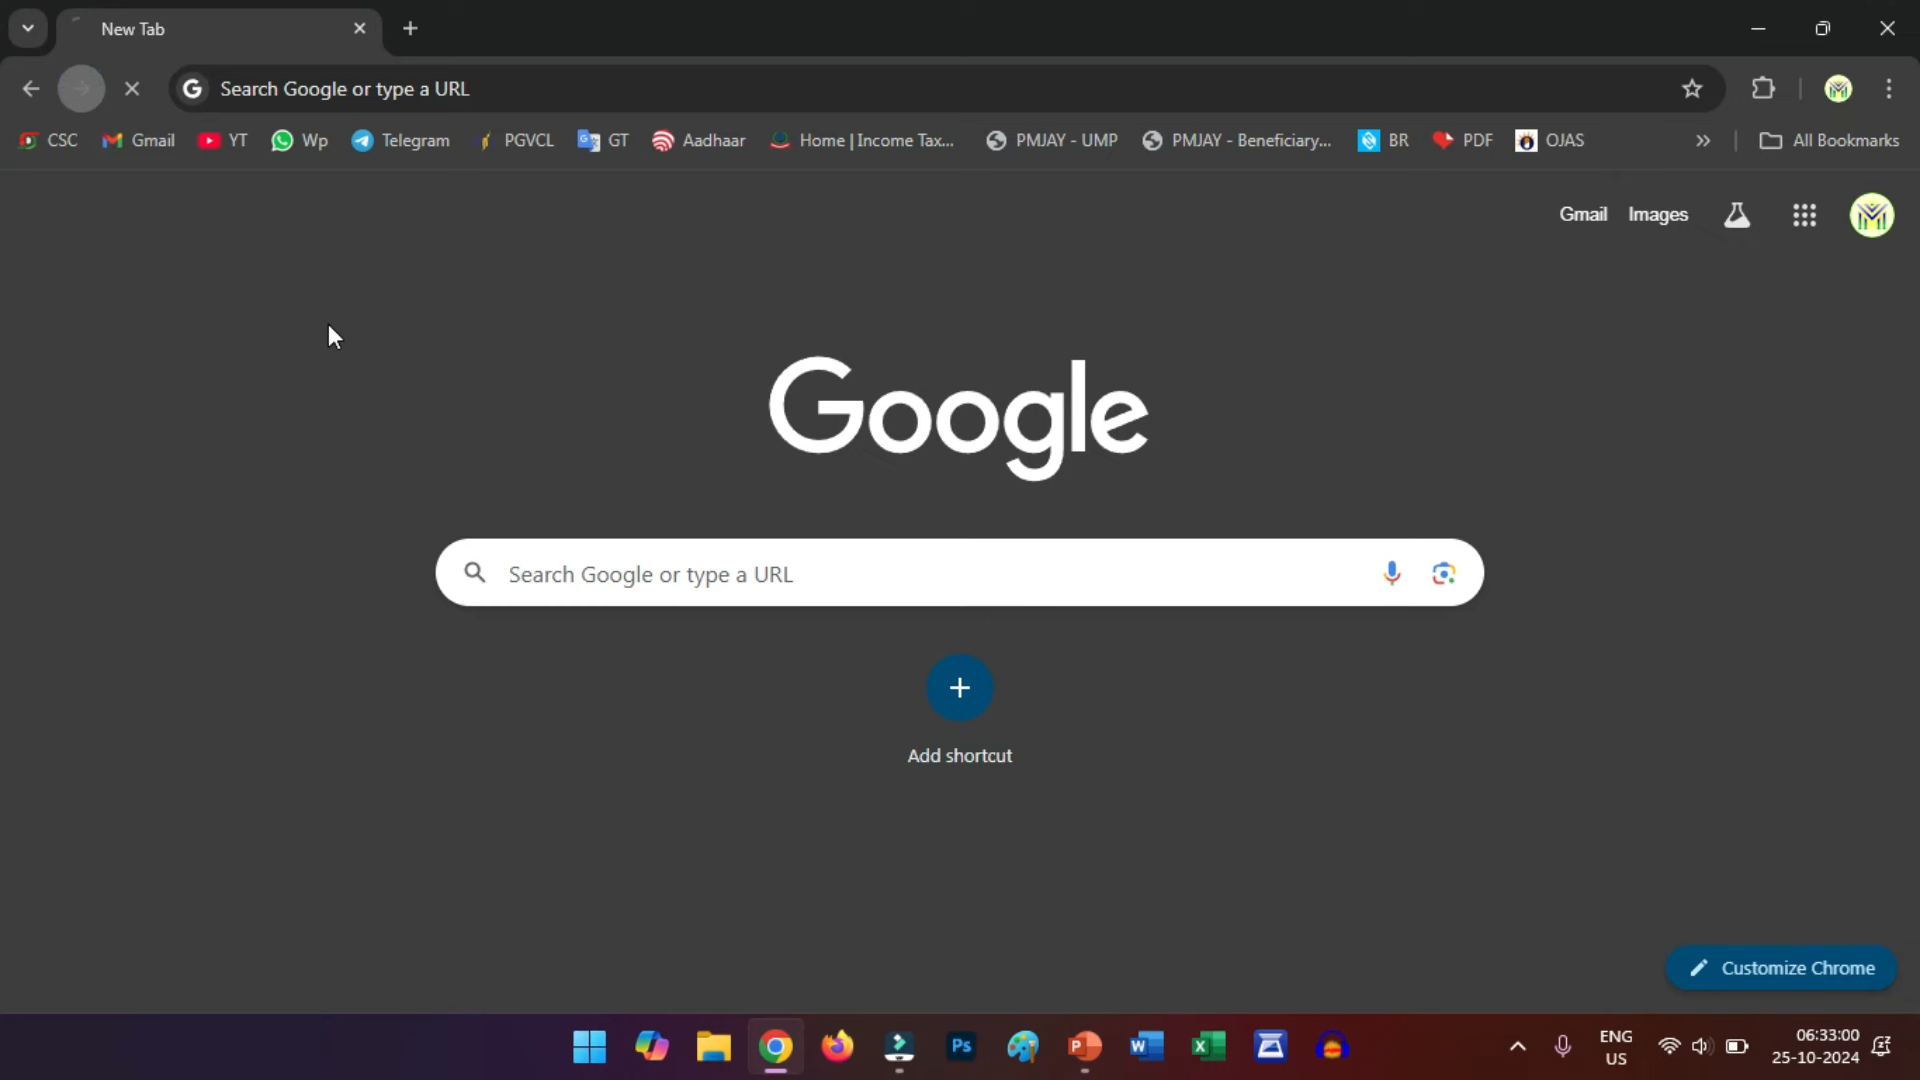 New Tab
Search Google or type a URL
CSC Gmail YT Wp Telegram PGVCL GT Aadhaar Home | Income Tax... PMJAY - UMP PMJAY - Beneficiary... BR PDF OJAS » All Bookmarks
Gmail Images
Google
Search Google or type a URL
Add shortcut
Customize Chrome
ENG 06:33:00
US 25-10-2024